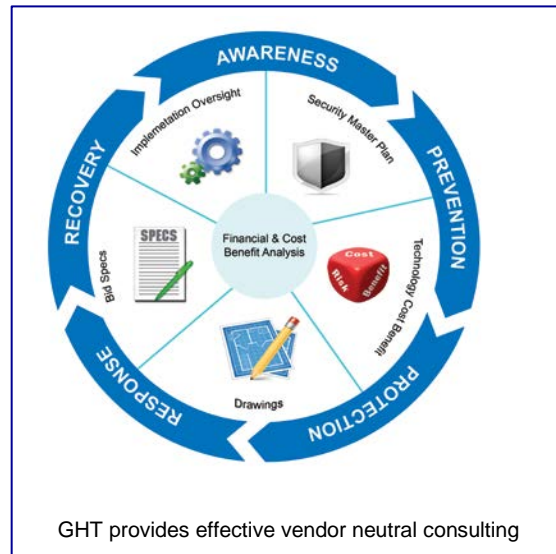 AWARENESS
PREVENTION
PROTECTION
RESPONSE
RECOVERY
Implemetation Oversight
Security Master Plan
Technology Cost Benefit
Drawings
Bid Specs
SPECS
Cost
Risk
Benefit
Financial & Cost
Benefit Analysis
GHT provides effective vendor neutral consulting